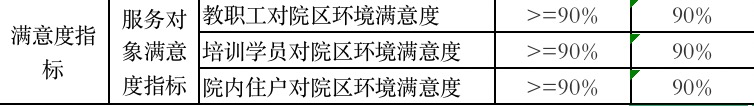 满意度指标
服务对象满意度指标
教职工对院区环境满意度 >=90% 90%
培训学员对院区环境满意度 >=90% 90%
院内住户对院区环境满意度 >=90% 90%